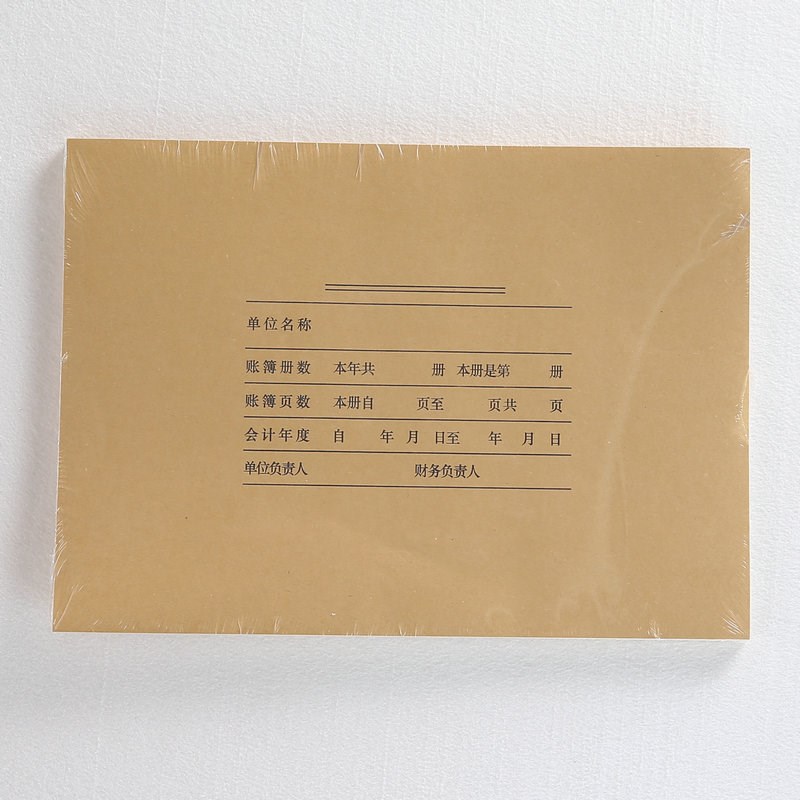 单位名称
账簿册数 本年共 册 本册是第 册
账簿页数 本册自 页至 页共 页
会计年度 自 年 月 日至 年 月 日
单位负责人 财务负责人